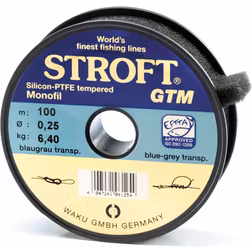 World's
finest fishing lines
STROFT®
Silicon-PTFE tempered
Monofil
GTM
m: 100
Ø: 0,25
kg: 6,40
blaugrau transp.
EFTTA
APPROVED
blue-grey transp.
WAKU GMBH GERMANY